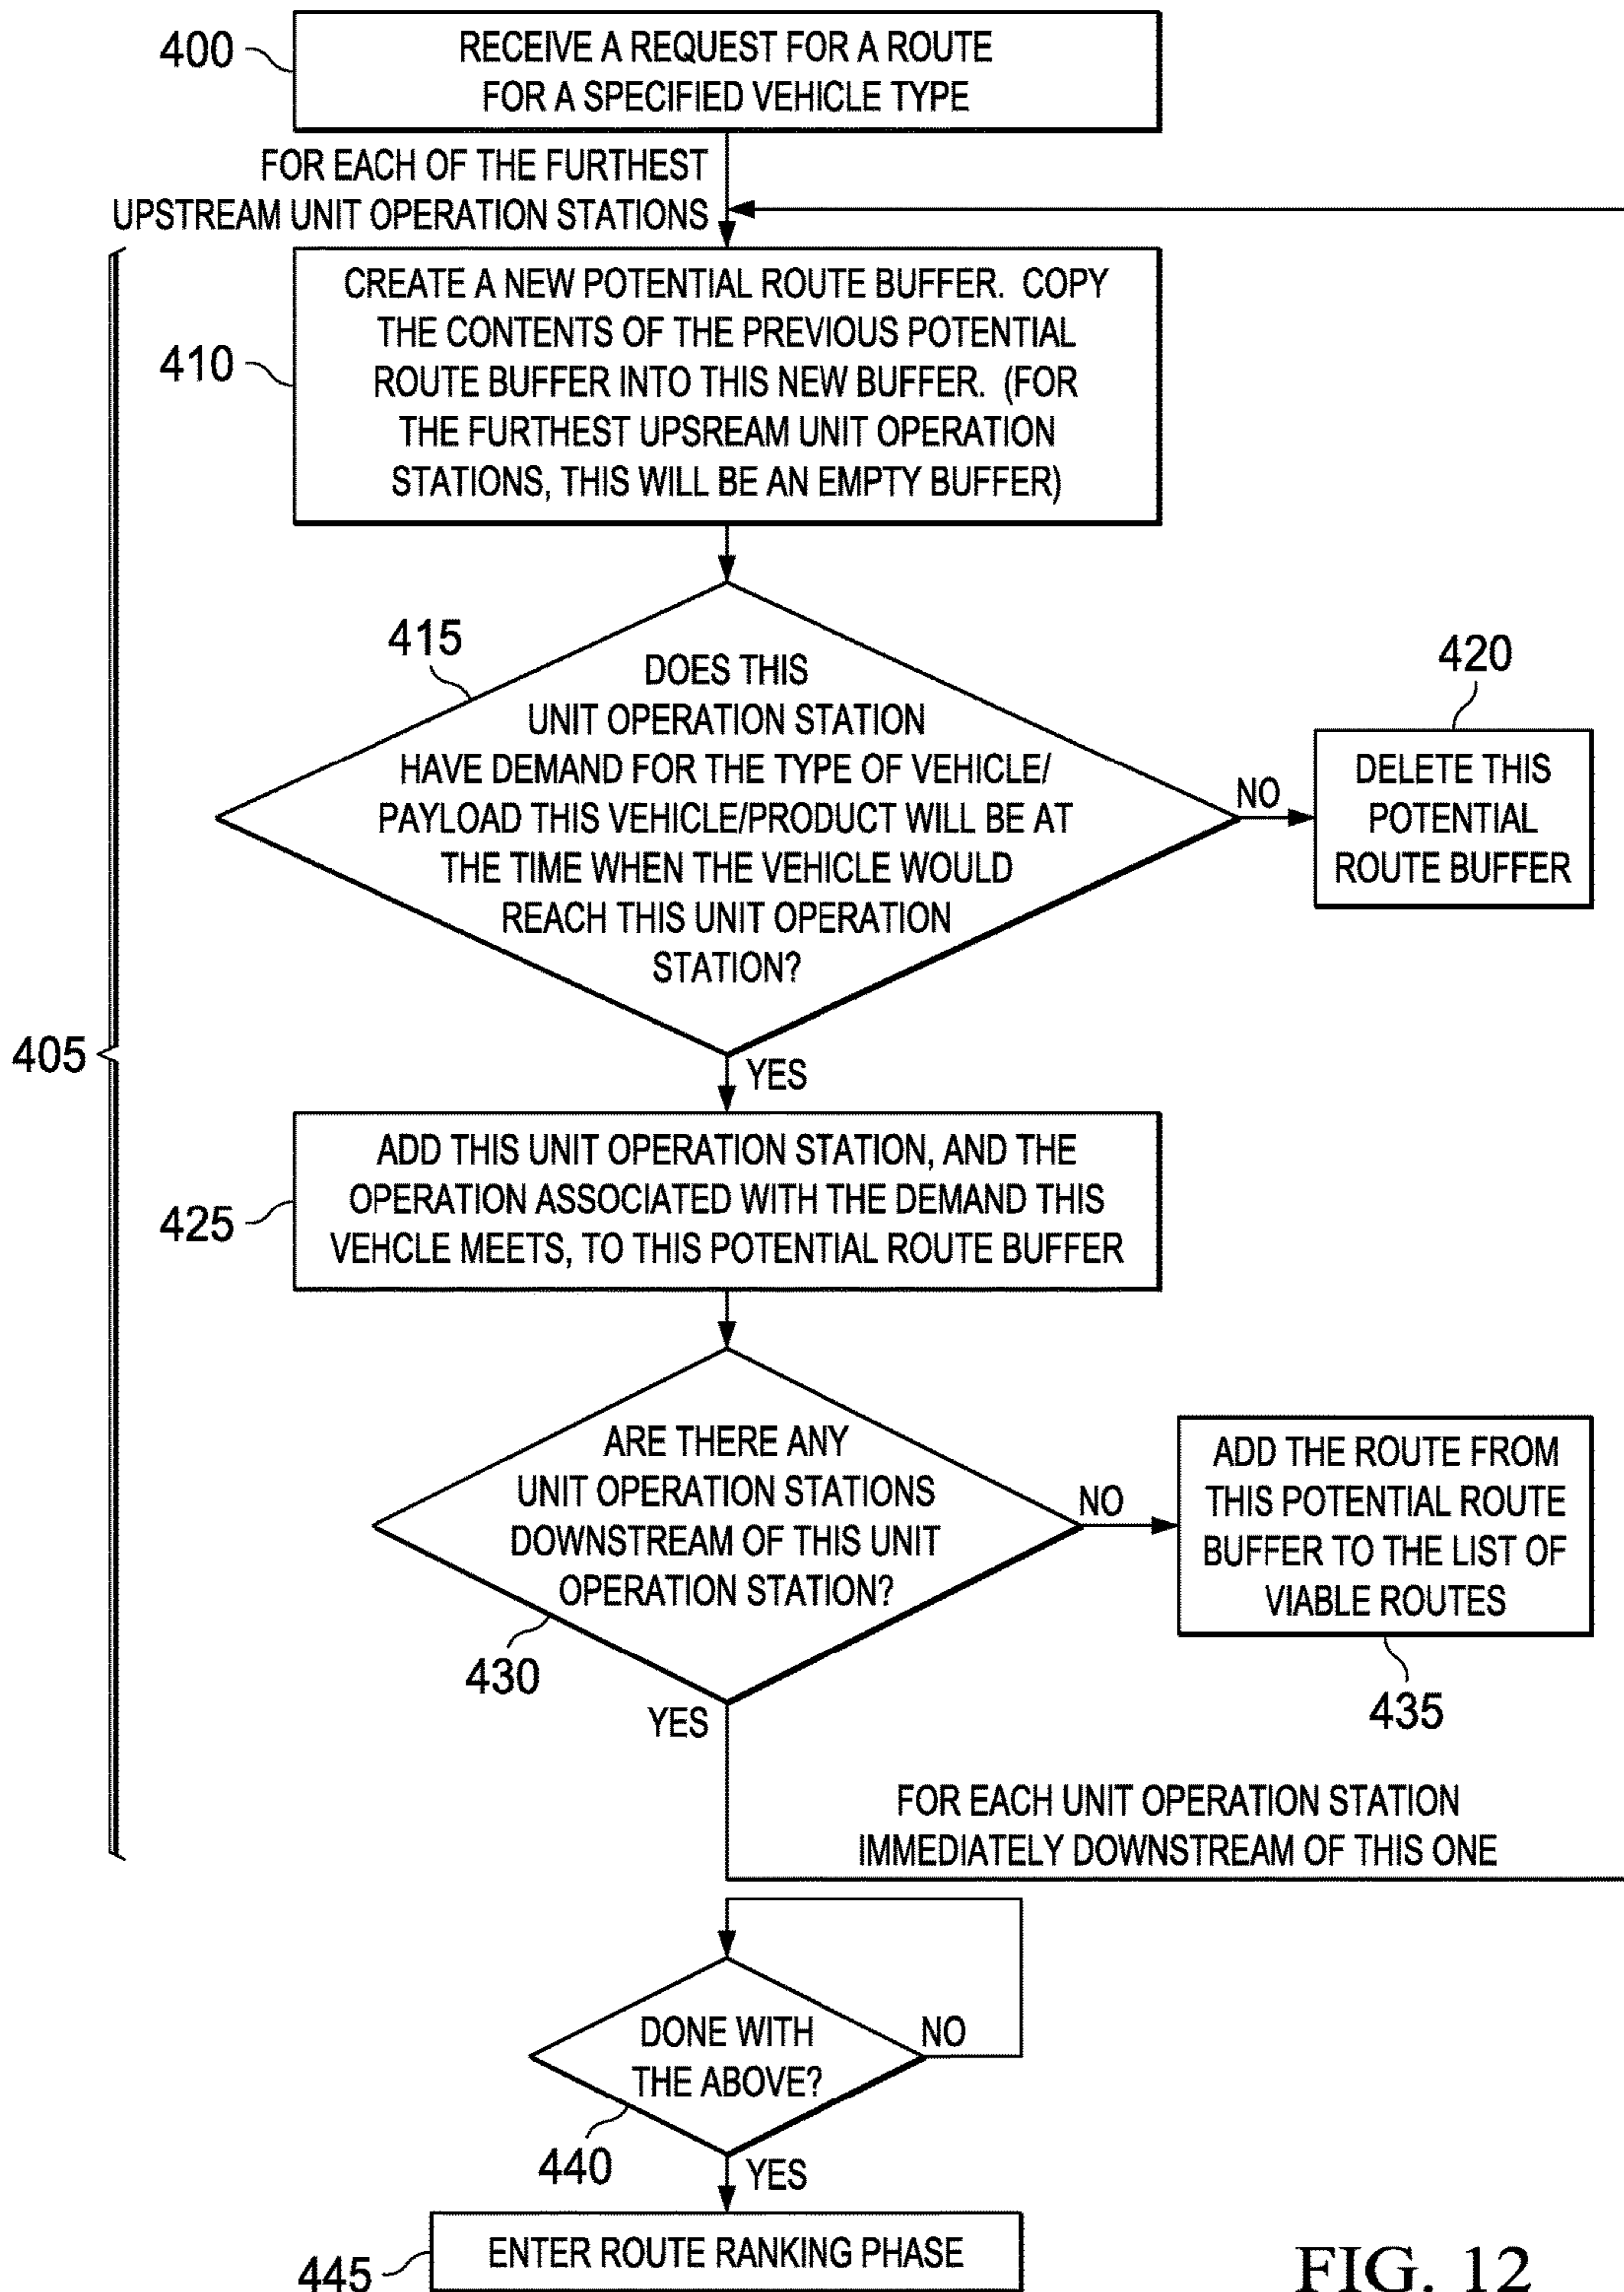 400
RECEIVE A REQUEST FOR A ROUTE
FOR A SPECIFIED VEHICLE TYPE
FOR EACH OF THE FURTHEST
UPSTREAM UNIT OPERATION STATIONS
410
CREATE A NEW POTENTIAL ROUTE BUFFER. COPY
THE CONTENTS OF THE PREVIOUS POTENTIAL
ROUTE BUFFER INTO THIS NEW BUFFER. (FOR
THE FURTHEST UPSREAM UNIT OPERATION
STATIONS, THIS WILL BE AN EMPTY BUFFER)
415
DOES THIS
UNIT OPERATION STATION
HAVE DEMAND FOR THE TYPE OF VEHICLE/
PAYLOAD THIS VEHICLE/PRODUCT WILL BE AT
THE TIME WHEN THE VEHICLE WOULD
REACH THIS UNIT OPERATION
STATION?
NO
420
DELETE THIS
POTENTIAL
ROUTE BUFFER
405
YES
425
ADD THIS UNIT OPERATION STATION, AND THE
OPERATION ASSOCIATED WITH THE DEMAND THIS
VEHCLE MEETS, TO THIS POTENTIAL ROUTE BUFFER
ARE THERE ANY
UNIT OPERATION STATIONS
DOWNSTREAM OF THIS UNIT
OPERATION STATION?
430
NO
ADD THE ROUTE FROM
THIS POTENTIAL ROUTE
BUFFER TO THE LIST OF
VIABLE ROUTES
435
YES
FOR EACH UNIT OPERATION STATION
IMMEDIATELY DOWNSTREAM OF THIS ONE
DONE WITH
THE ABOVE?
NO
440
YES
445
ENTER ROUTE RANKING PHASE
FIG. 12